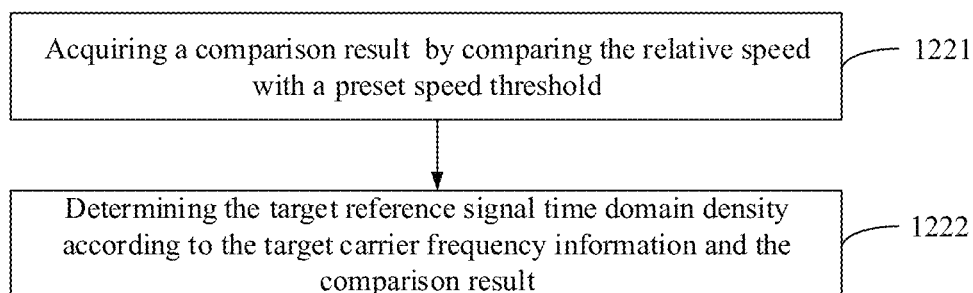 Acquiring a comparison result by comparing the relative speed
with a preset speed threshold
1221
Determining the target reference signal time domain density
according to the target carrier frequency information and the
comparison result
1222